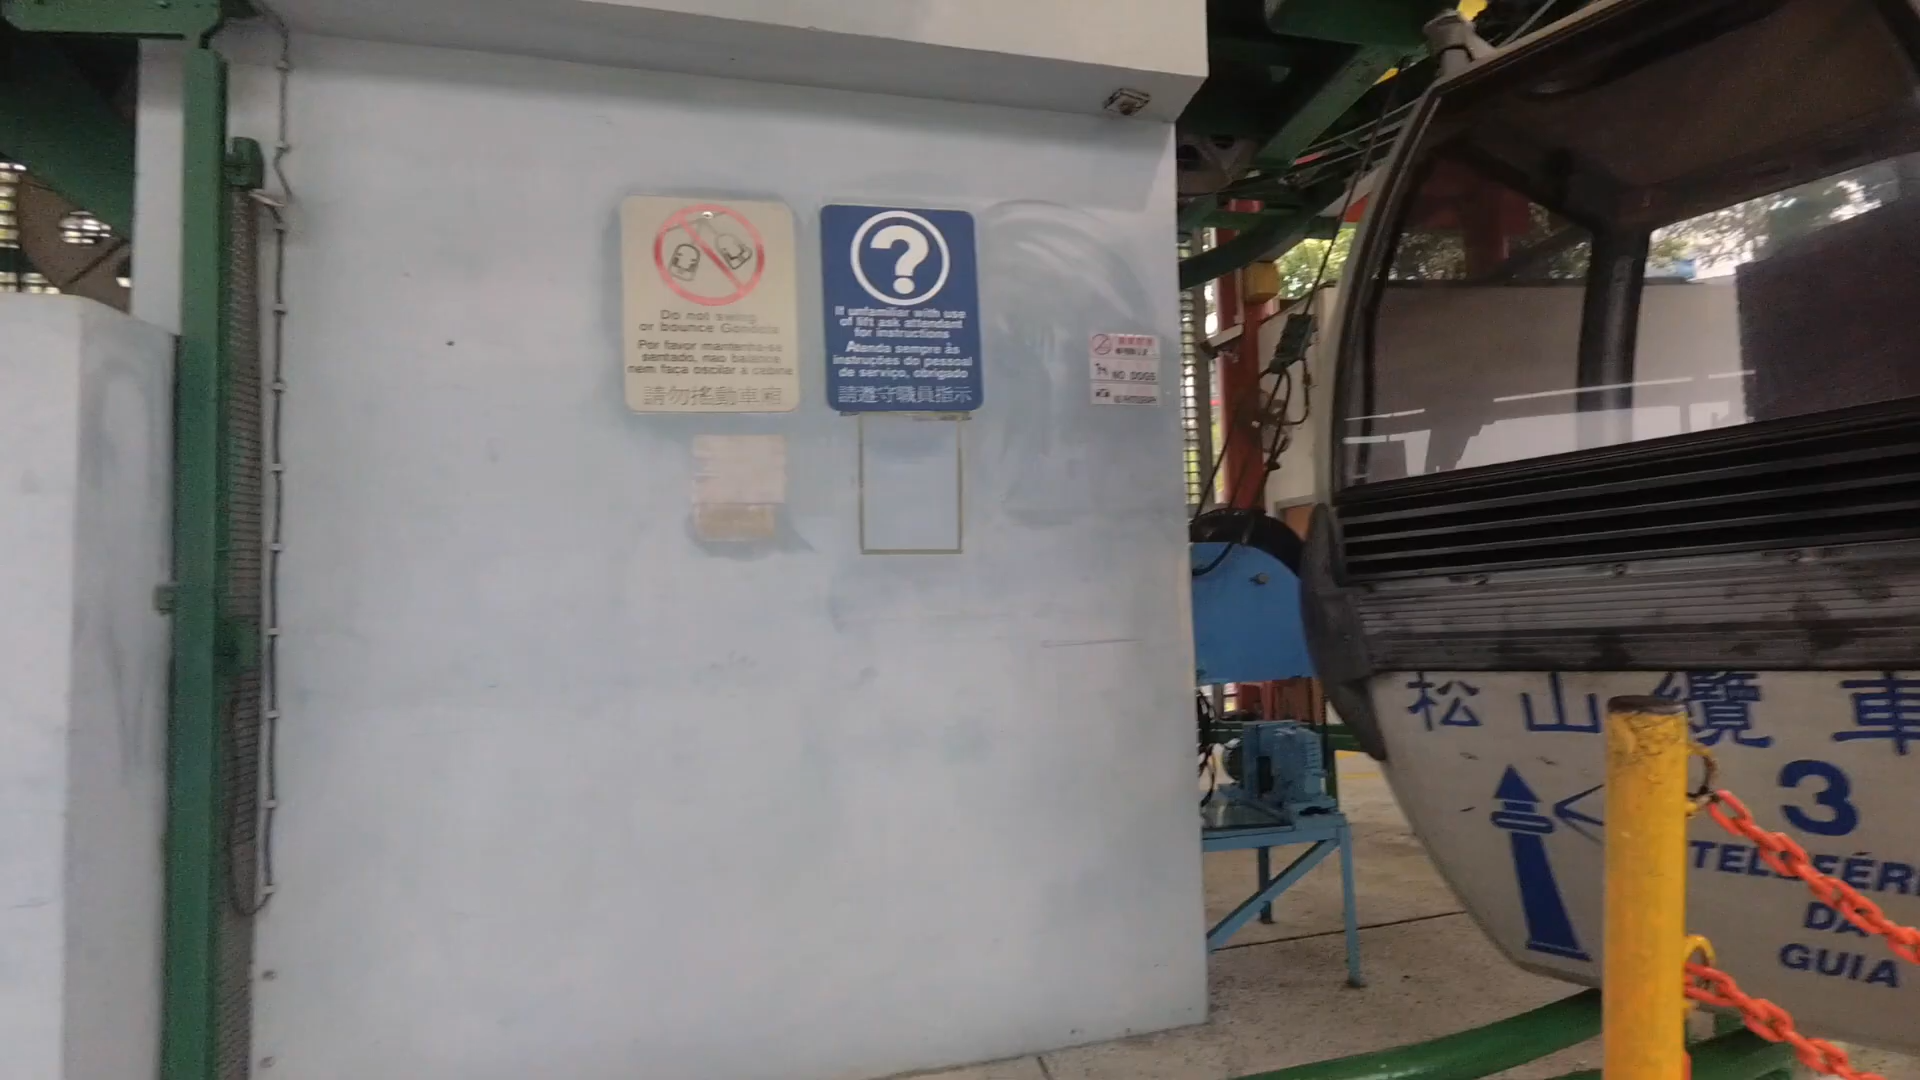 Do not swing
or bounce Gondola
Por favor mantenha-se
sentado, nao balance
nem faça oscilar a cabine
請勿搖動車廂
If unfamiliar with use
of lift ask attendant
for instructions
Atenda sempre às
instruções do pessoal
de serviço, obrigado
請遵守職員指示
NO DOGS
松山纜車
3
TELEFÉRI
DA
GUIA